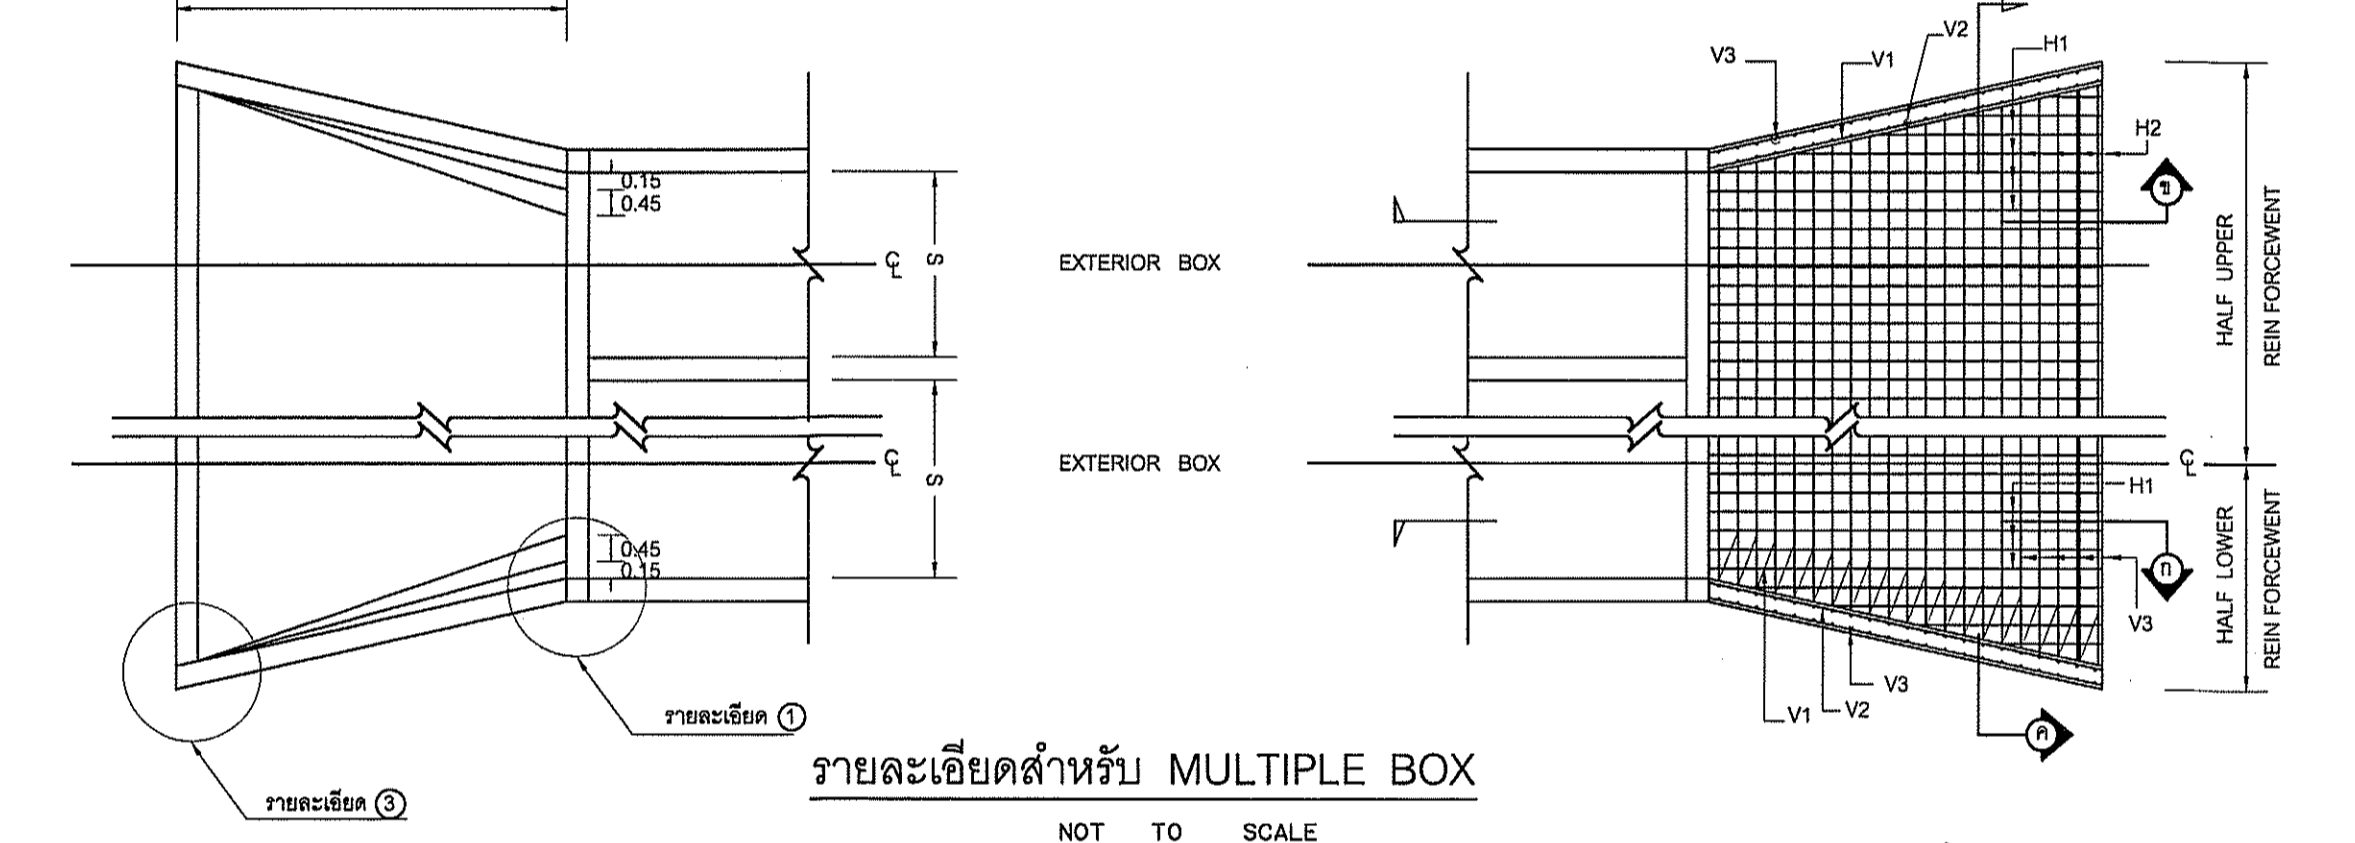 V3
V1
V2
H1
H2
ข
0.15
0.45
S
℄
EXTERIOR BOX
HALF UPPER
REIN FORCEWENT
℄
S
EXTERIOR BOX
℄
H1
0.45
0.15
ก
V3
HALF LOWER
REIN FORCEWENT
V3
V2
V1
ค
รายละเอียด 1
รายละเอียด 3
รายละเอียดสำหรับ MULTIPLE BOX
NOT TO SCALE